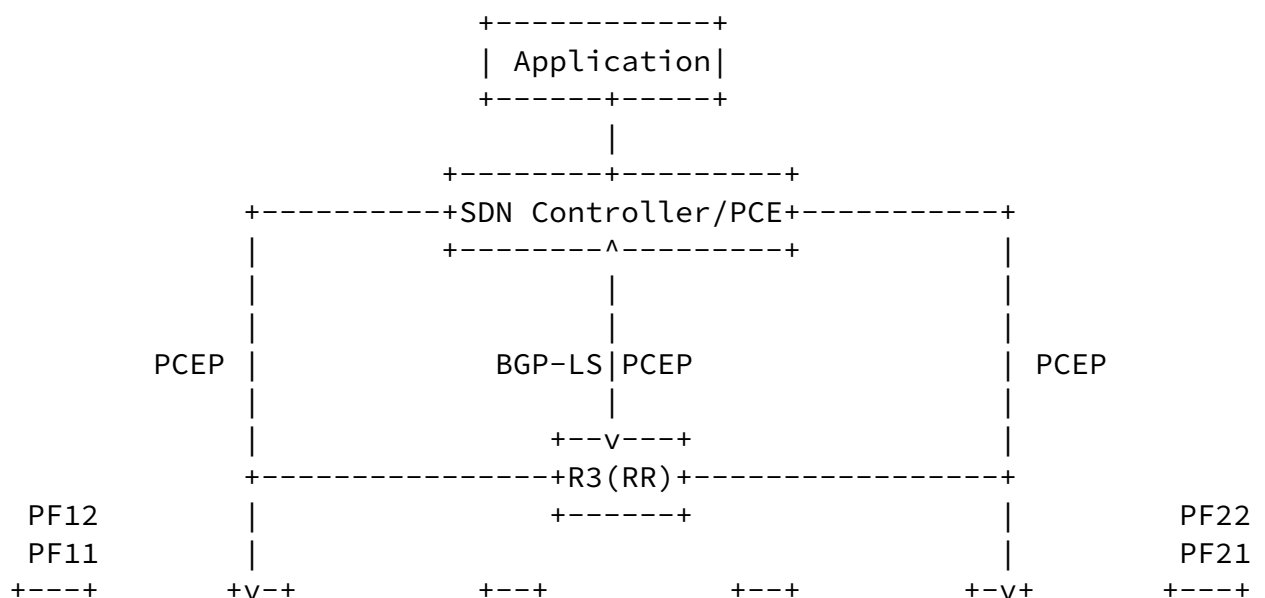 +------------+
| Application|
+------+-----+
|
+--------+---------+
+----------+SDN Controller/PCE+-----------+
| +--------^---------+ |
| | |
| | |
PCEP | BGP-LS|PCEP | PCEP
| | |
| +--v---+ |
+----------------+R3(RR)+-----------------+
PF12 | +------+ | PF22
PF11 | | PF21
+---+ +v-+ +--+ +--+ +-v+ +---+